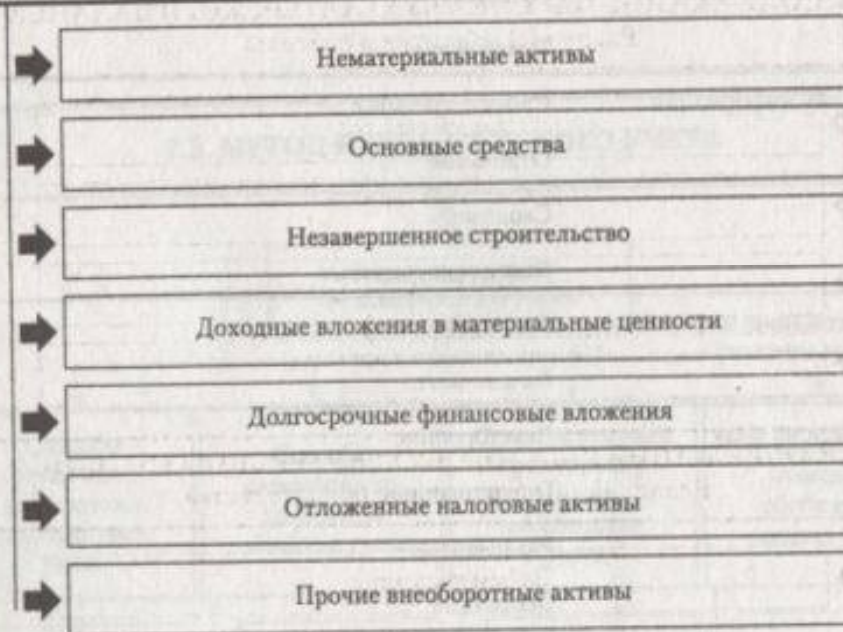 Нематериальные активы
Основные средства
Незавершенное строительство
Доходные вложения в материальные ценности
Долгосрочные финансовые вложения
Отложенные налоговые активы
Прочие внеоборотные активы